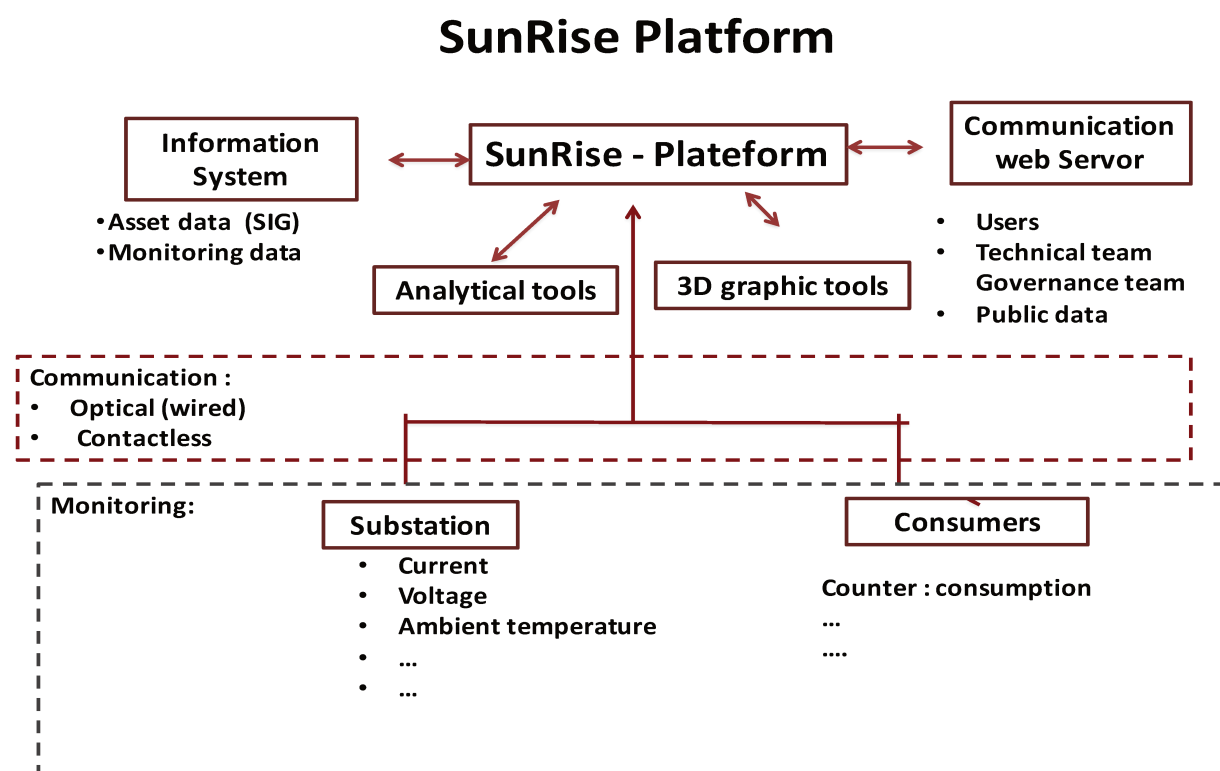 SunRise Platform
Information
System
•Asset data (SIG)
•Monitoring data
SunRise - Plateform
Communication
web Servor
• Users
• Technical team
Governance team
• Public data
Analytical tools
3D graphic tools
Communication :
• Optical (wired)
• Contactless
Monitoring:
Substation
• Current
• Voltage
• Ambient temperature
• ...
• ...
Consumers
Counter : consumption
...
....